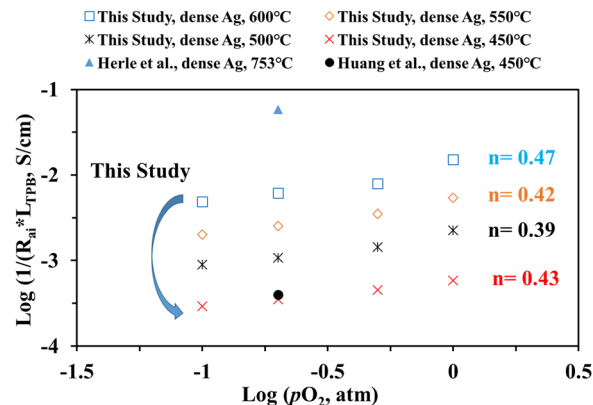 This Study, dense Ag, 600°C
This Study, dense Ag, 550°C
This Study, dense Ag, 500°C
This Study, dense Ag, 450°C
Herle et al., dense Ag, 753°C
Huang et al., dense Ag, 450°C
Log (1/(Rai*LTPB, S/cm)
-1
-2
-3
-4
This Study
n= 0.47
n= 0.42
n= 0.39
n= 0.43
-1.5
-1
-0.5
0
0.5
Log (pO2, atm)